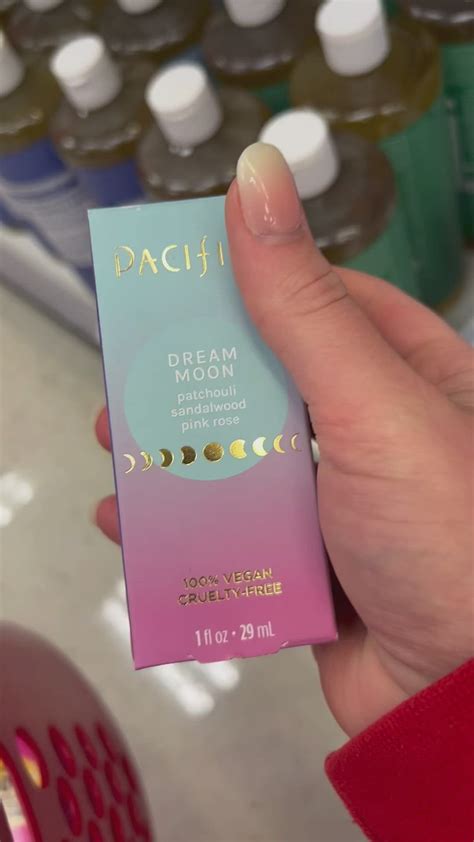 PACIFI
DREAM
MOON
patchouli
sandalwood
pink rose
100% VEGAN
CRUELTY-FREE
1 fl oz • 29 mL